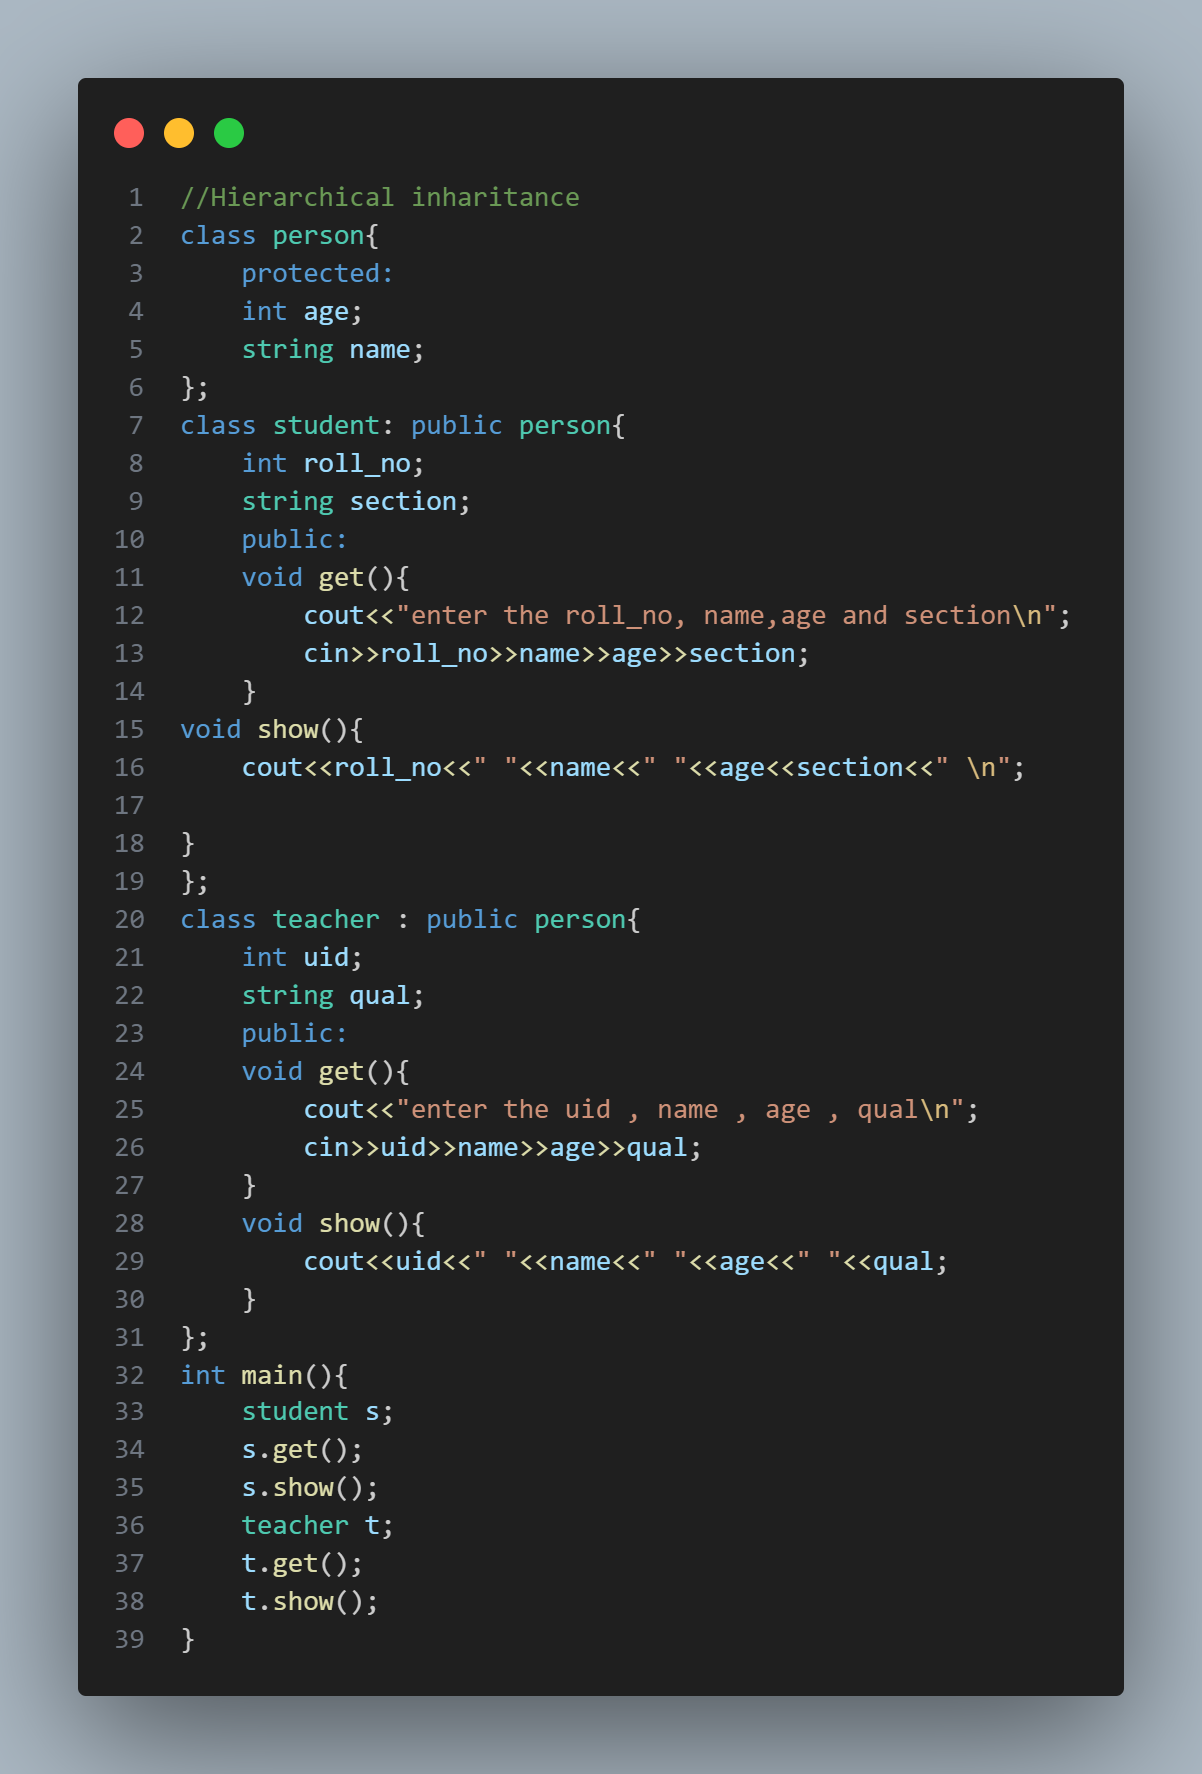 1 //Hierarchical inharitance
2 class person{
3     protected:
4     int age;
5     string name;
6 };
7 class student: public person{
8     int roll_no;
9     string section;
10     public:
11     void get(){
12         cout<<"enter the roll_no, name,age and section\n";
13         cin>>roll_no>>name>>age>>section;
14     }
15 void show(){
16     cout<<roll_no<<" "<<name<<" "<<age<<section<<" \n";
17
18 }
19 };
20 class teacher : public person{
21     int uid;
22     string qual;
23     public:
24     void get(){
25         cout<<"enter the uid , name , age , qual\n";
26         cin>>uid>>name>>age>>qual;
27     }
28     void show(){
29         cout<<uid<<" "<<name<<" "<<age<<" "<<qual;
30     }
31 };
32 int main(){
33     student s;
34     s.get();
35     s.show();
36     teacher t;
37     t.get();
38     t.show();
39 }